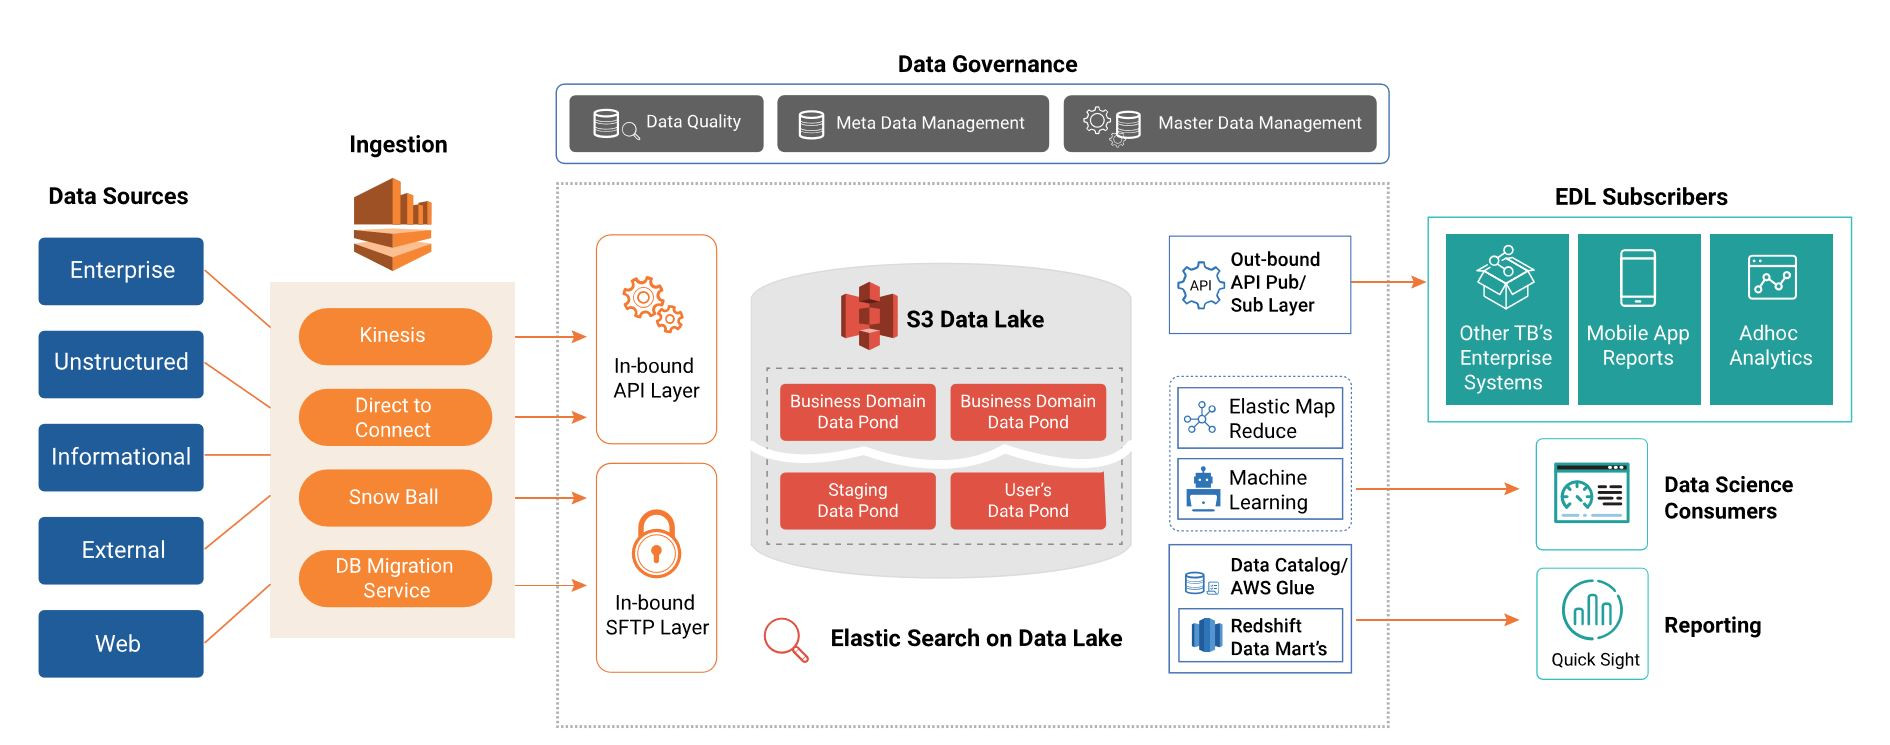 Data Governance
Data Quality
Meta Data Management
Master Data Management
Ingestion
Data Sources
Enterprise
Unstructured
Informational
External
Web
Kinesis
Direct to
Connect
Snow Ball
DB Migration
Service
In-bound
API Layer
In-bound
SFTP Layer
S3 Data Lake
Business Domain
Data Pond
Business Domain
Data Pond
Staging
Data Pond
User's
Data Pond
Elastic Search on Data Lake
API
Out-bound
API Pub/
Sub Layer
Elastic Map
Reduce
Machine
Learning
Data Catalog/
AWS Glue
Redshift
Data Mart's
EDL Subscribers
Other TB's
Enterprise
Systems
Mobile App
Reports
Adhoc
Analytics
Data Science
Consumers
Quick Sight
Reporting